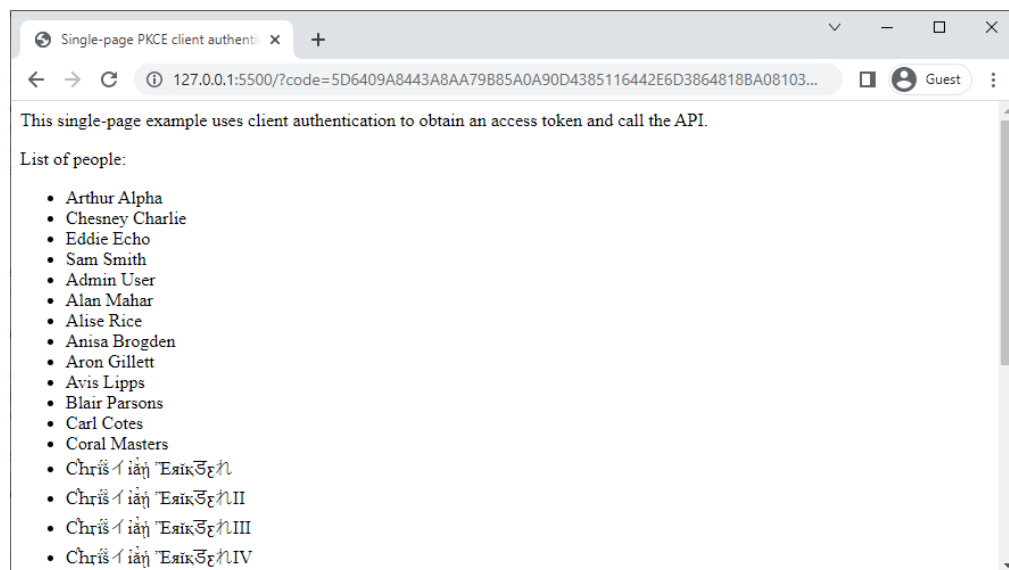 Single-page PKCE client authenti
127.0.0.1:5500/?code=5D6409A8443A8AA79B85A0A90D4385116442E6D3864818BA08103...
Guest
This single-page example uses client authentication to obtain an access token and call the API.
List of people:
Arthur Alpha
Chesney Charlie
Eddie Echo
Sam Smith
Admin User
Alan Mahar
Alise Rice
Anisa Brogden
Aron Gillett
Avis Lipps
Blair Parsons
Carl Cotes
Coral Masters
II
III
IV